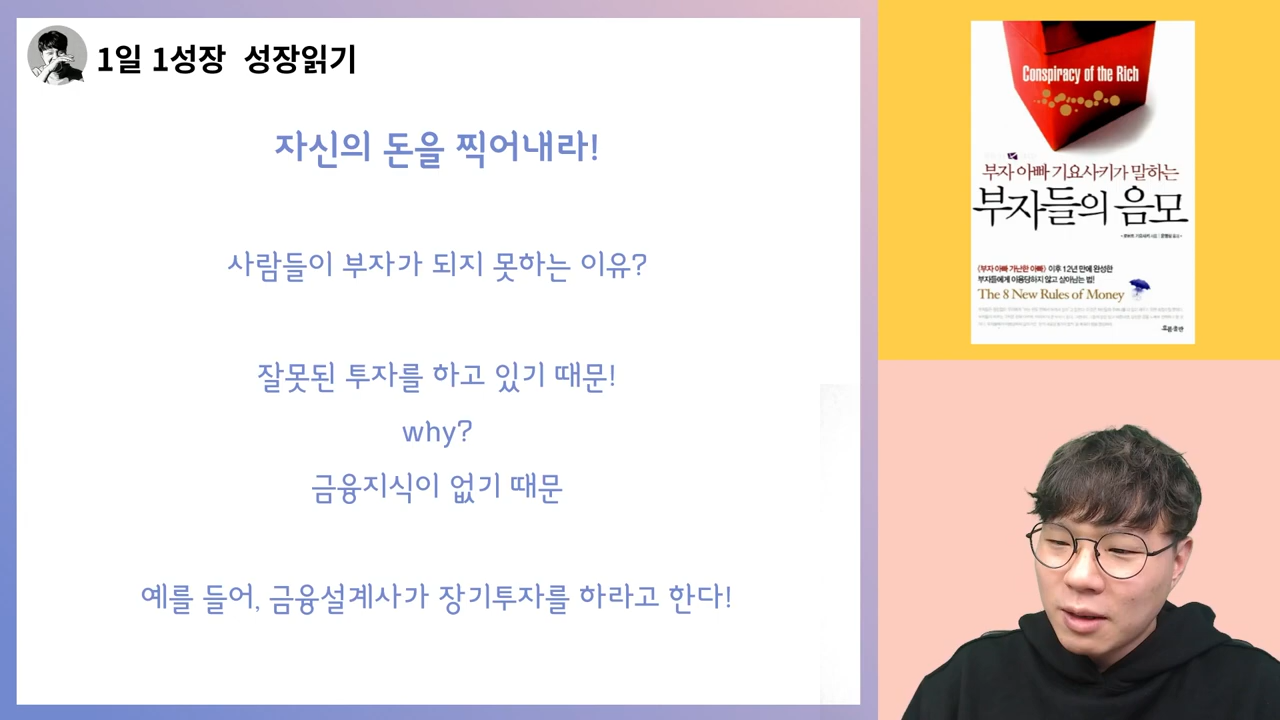 1일 1성장 성장읽기
자신의 돈을 찍어내라!
사람들이 부자가 되지 못하는 이유?
잘못된 투자를 하고 있기 때문!
why?
금융지식이 없기 때문
예를 들어, 금융설계사가 장기투자를 하라고 한다!
Conspiracy of the Rich
부자 아빠 기요사키가 말하는
부자들의 음모
《부자 아빠 가난한 아빠》 이후 12년 만에 완성한
부자들에게 이용당하지 않고 살아남는 법!
The 8 New Rules of Money